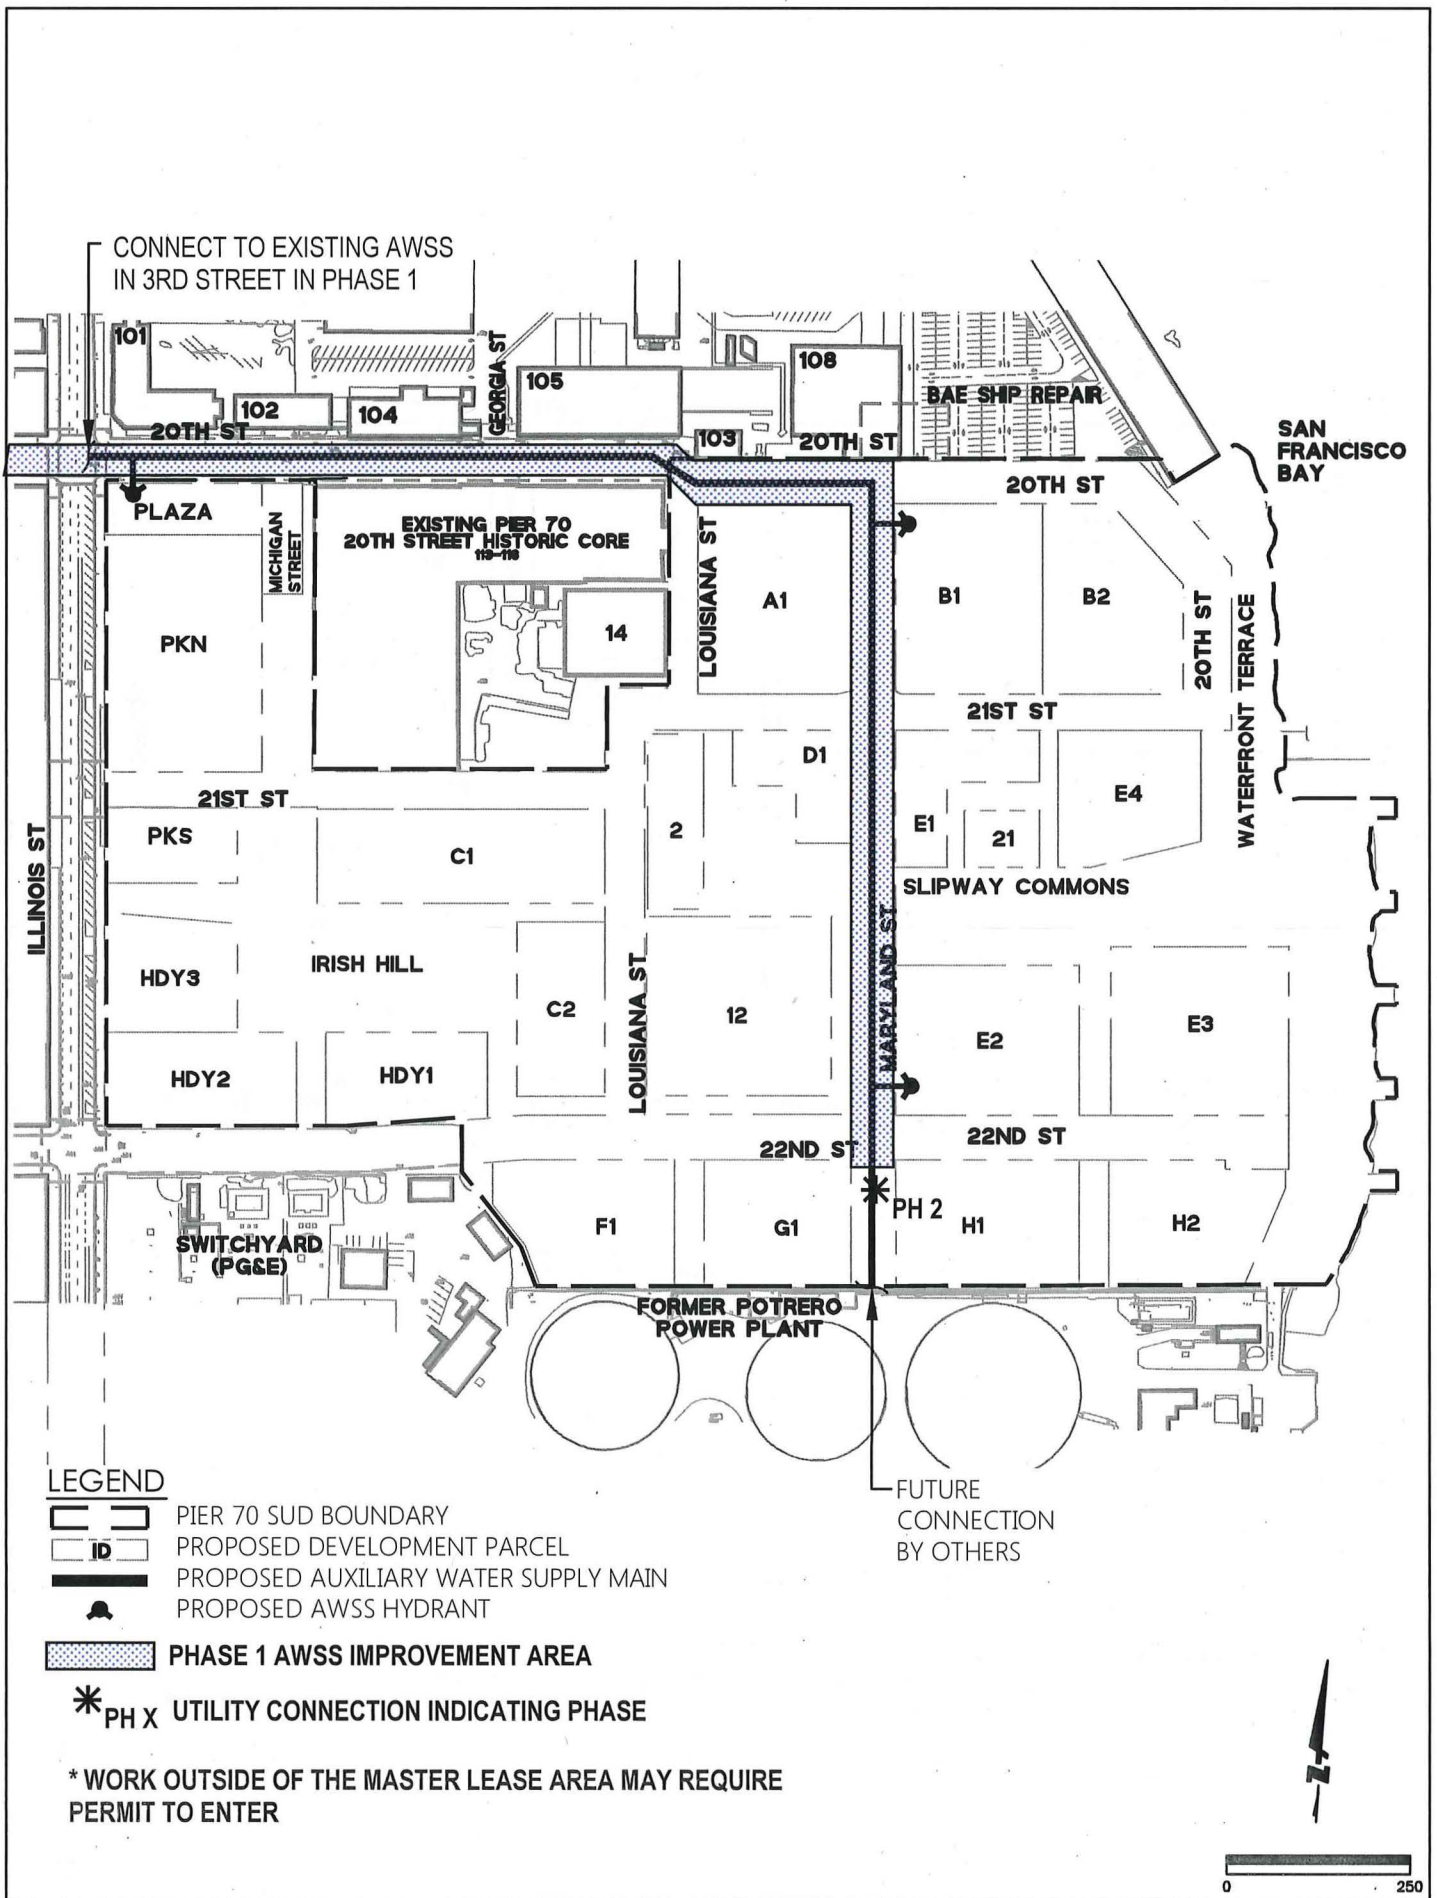 CONNECT TO EXISTING AWSS
IN 3RD STREET IN PHASE 1
101
102
104
GEORGIA ST
105
103
108
BAE SHIP REPAIR
20TH ST
20TH ST
20TH ST
SAN
FRANCISCO
BAY
PLAZA
MICHIGAN
STREET
EXISTING PIER 70
20TH STREET HISTORIC CORE
113-116
LOUISIANA ST
A1
B1
B2
20TH ST
WATERFRONT TERRACE
PKN
14
21ST ST
D1
E4
21ST ST
PKS
C1
2
E1
21
ILLINOIS ST
SLIPWAY COMMONS
HDY3
IRISH HILL
C2
LOUISIANA ST
12
MARYLAND ST
E2
E3
HDY2
HDY1
22ND ST
22ND ST
PH 2
F1
G1
H1
H2
SWITCHYARD
(PG&E)
FORMER POTRERO
POWER PLANT
FUTURE
CONNECTION
BY OTHERS
LEGEND
PIER 70 SUD BOUNDARY
ID
PROPOSED DEVELOPMENT PARCEL
PROPOSED AUXILIARY WATER SUPPLY MAIN
PROPOSED AWSS HYDRANT
PHASE 1 AWSS IMPROVEMENT AREA
PH X UTILITY CONNECTION INDICATING PHASE
* WORK OUTSIDE OF THE MASTER LEASE AREA MAY REQUIRE
PERMIT TO ENTER
N
0 250